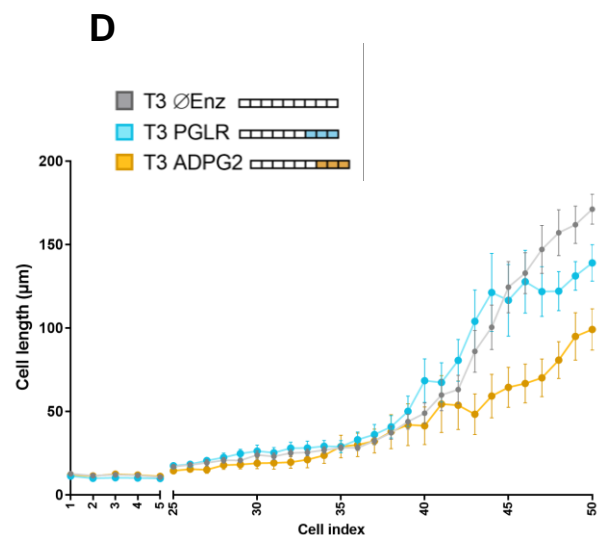 D
T3 ∅Enz
T3 PGLR
T3 ADPG2
200
150
100
50
0
Cell length (µm)
1 2 3 4 5 25 30 35 40 45 50
Cell index